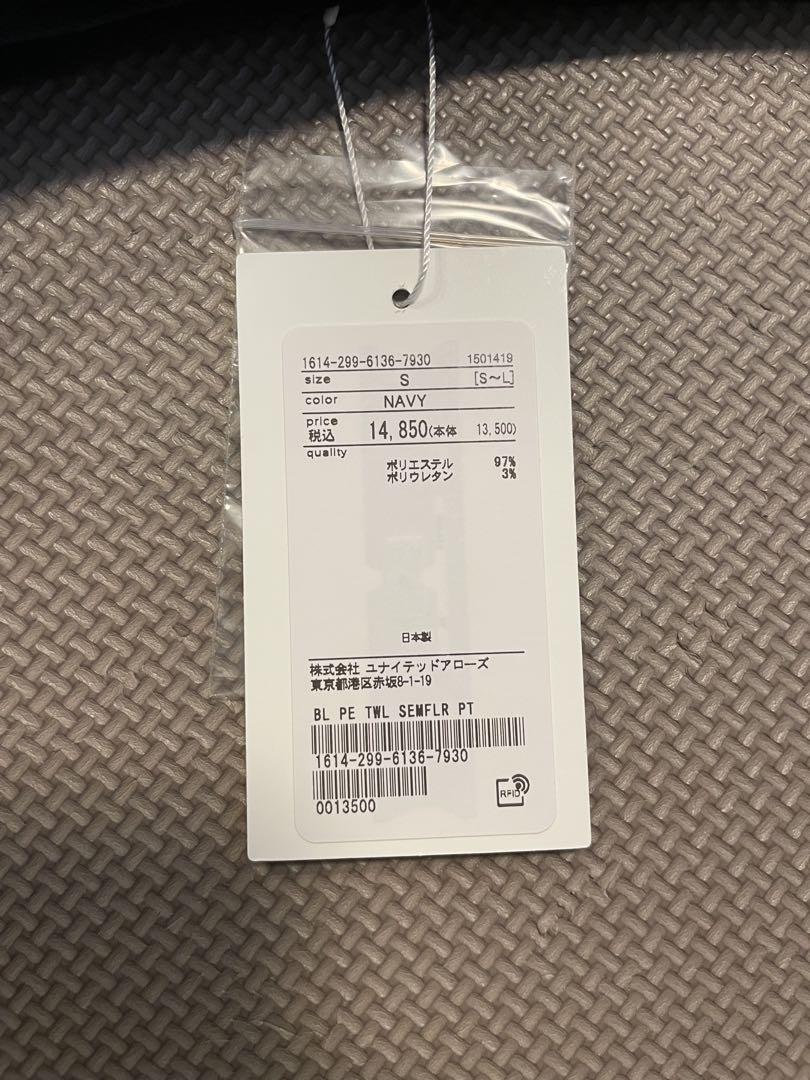 1614-299-6136-7930 1501419
size S [S～L]
color NAVY
price
税込 14,850(本体 13,500)
quality
ポリエステル 97%
ポリウレタン 3%
日本製
株式会社 ユナイテッドアローズ
東京都港区赤坂8-1-19
BL PE TWL SEMFLR PT
1614-299-6136-7930
0013500
RFID